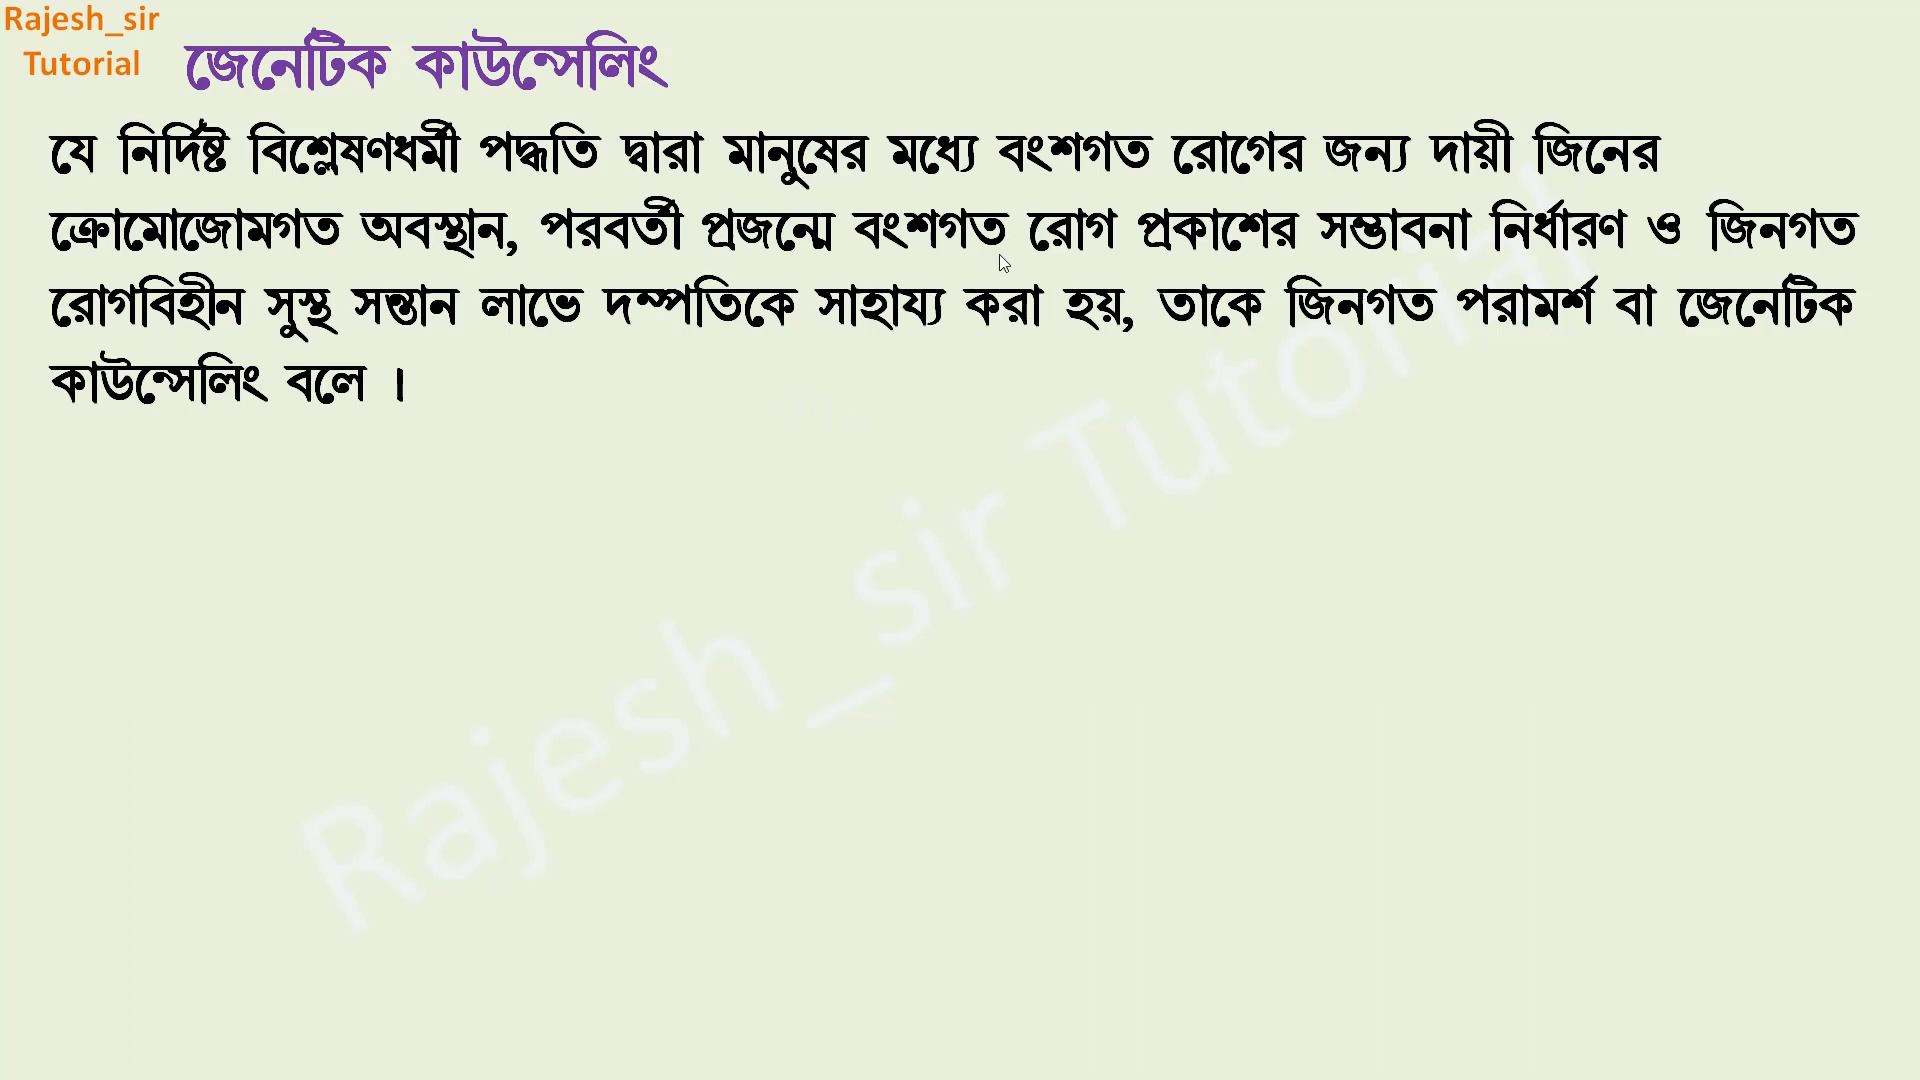 Rajesh_sir
Tutorial
জেনেটিক কাউন্সেলিং
যে নির্দিষ্ট বিশ্লেষণধর্মী পদ্ধতি দ্বারা মানুষের মধ্যে বংশগত রোগের জন্য দায়ী জিনের
ক্রোমোজোমগত অবস্থান, পরবর্তী প্রজন্মে বংশগত রোগ প্রকাশের সম্ভাবনা নির্ধারণ ও জিনগত
রোগবিহীন সুস্থ সন্তান লাভে দম্পতিকে সাহায্য করা হয়, তাকে জিনগত পরামর্শ বা জেনেটিক
কাউন্সেলিং বলে ।
Rajesh_sir Tutorial